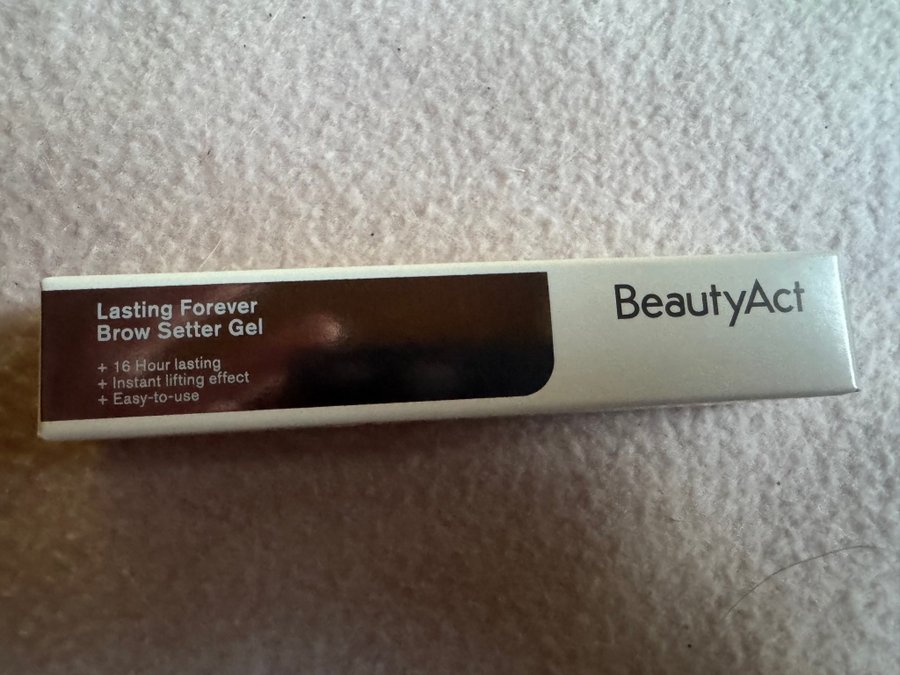 Lasting Forever
Brow Setter Gel
+ 16 Hour lasting
+ Instant lifting effect
+ Easy-to-use
BeautyAct